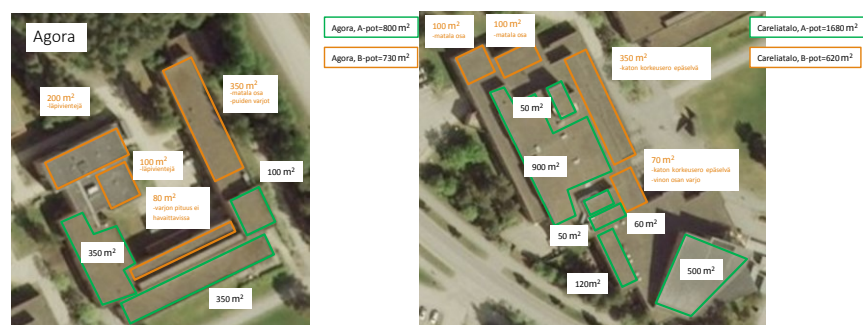 Agora
200 m²
-läpivientejä
350 m²
-matala osa
-puiden varjot
100 m²
-läpivientejä
100 m²
80 m²
-varjon pituus ei
havaittavissa
350 m²
350 m²
Agora, A-pot=800 m²
Agora, B-pot=730 m²
100 m²
-matala osa
100 m²
-matala osa
350 m²
-katon korkeusero epäselvä
50 m²
900 m²
70 m²
-katon korkeusero epäselvä
-vinon osan varjo
60 m²
50 m²
120m²
500 m²
Careliatalo, A-pot=1680 m²
Careliatalo, B-pot=620 m²